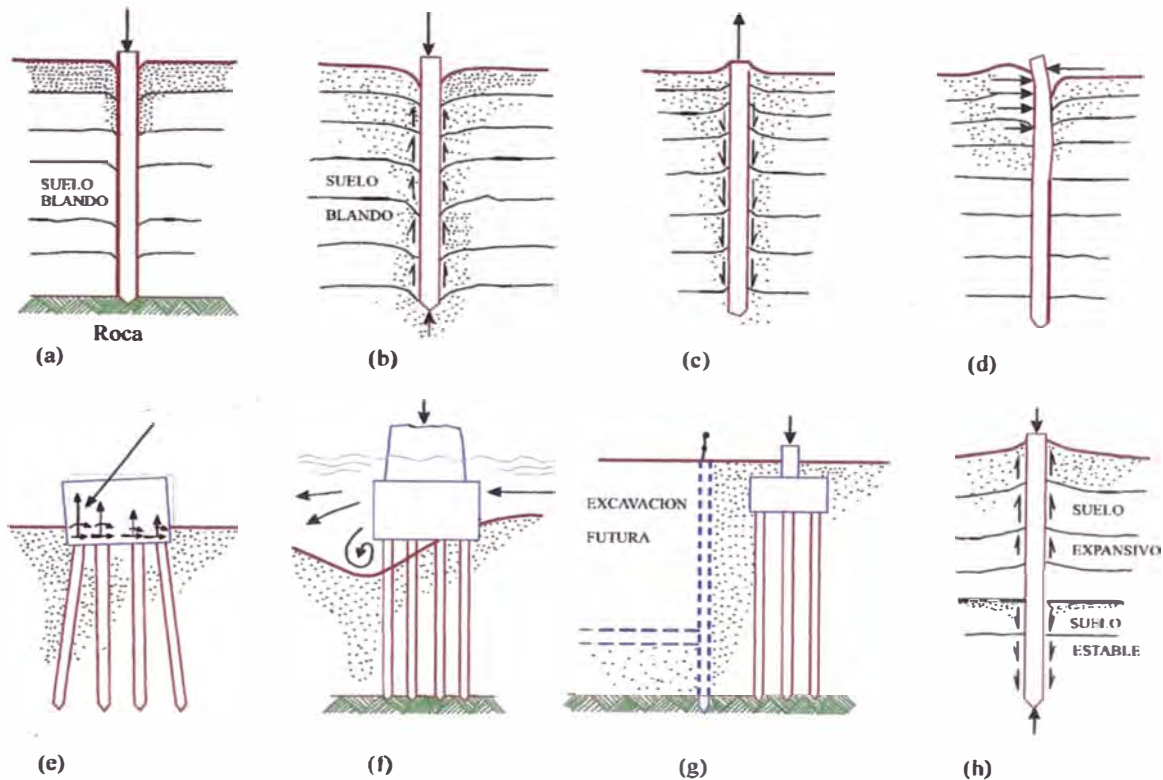 SUELO
BLANDO
Roca
(a)
SUELO
BLANDO
(b)
(c)
(d)
(e)
(f)
EXCAVACION
FUTURA
(g)
SUELO
EXPANSIVO
SUELO
ESTABLE
(h)